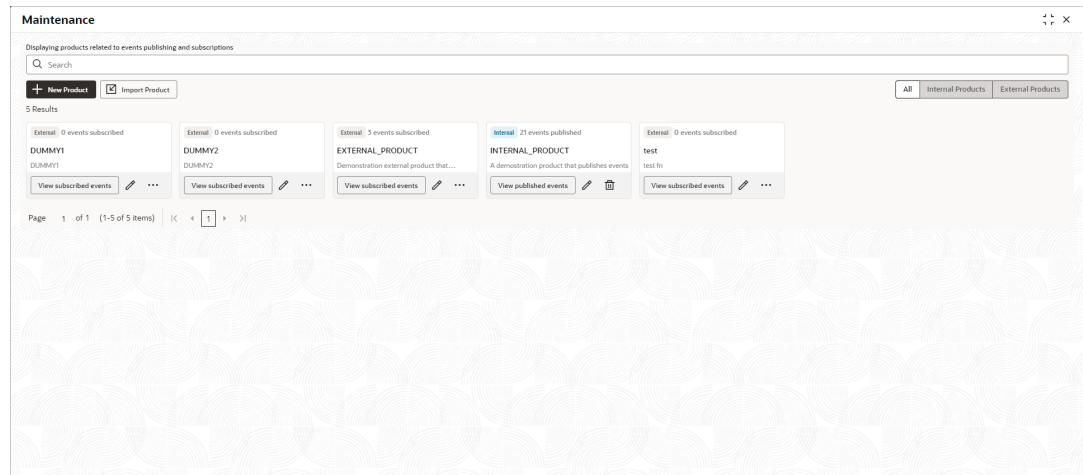 Maintenance
Displaying products related to events publishing and subscriptions
Search
New Product Import Product All Internal Products External Products
5 Results
External 0 events subscribed External 0 events subscribed External 3 events subscribed Internal 21 events published External 0 events subscribed
DUMMY1 DUMMY2 EXTERNAL_PRODUCT INTERNAL_PRODUCT test
DUMMY1 DUMMY2 Demonstration external product that... A demostration product that publishes events test fn
View subscribed events View subscribed events View subscribed events View published events View subscribed events
Page 1 of 1 (1-5 of 5 items) 1